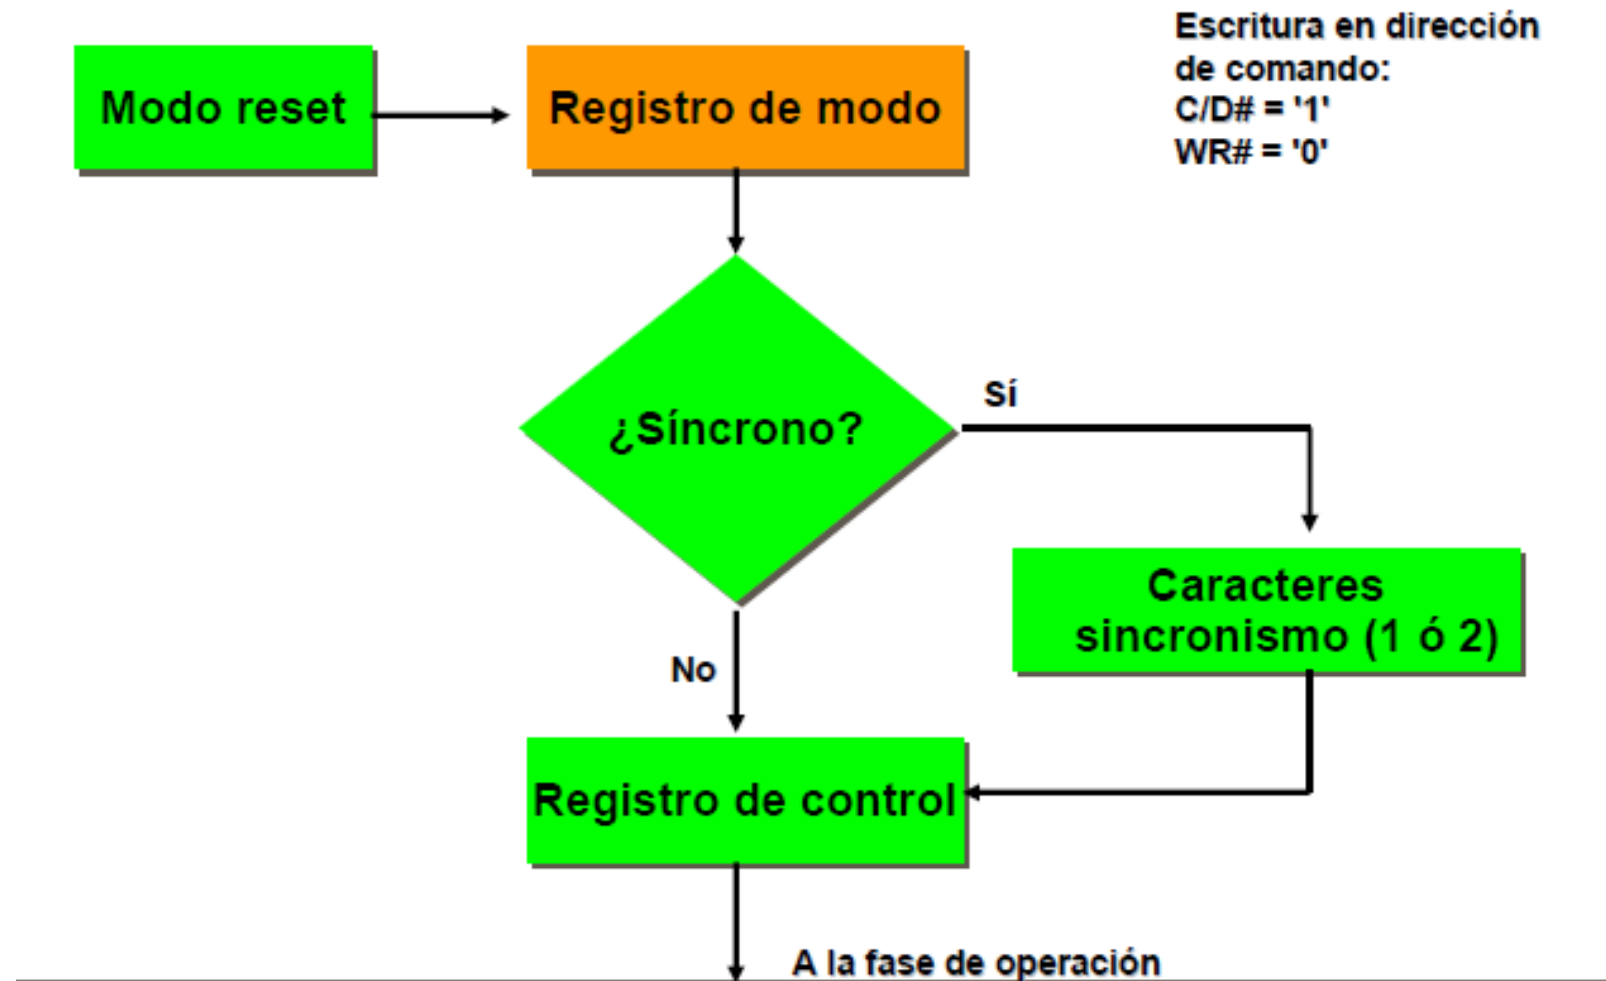 Escritura en dirección
de comando:
C/D# = '1'
WR# = '0'
Modo reset
Registro de modo
¿Síncrono?
Sí
Caracteres
sincronismo (1 ó 2)
No
Registro de control
A la fase de operación